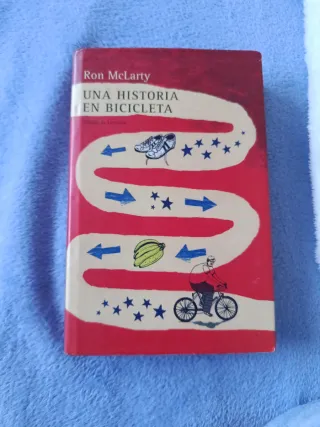 Ron McLarty
UNA HISTORIA
EN BICICLETA